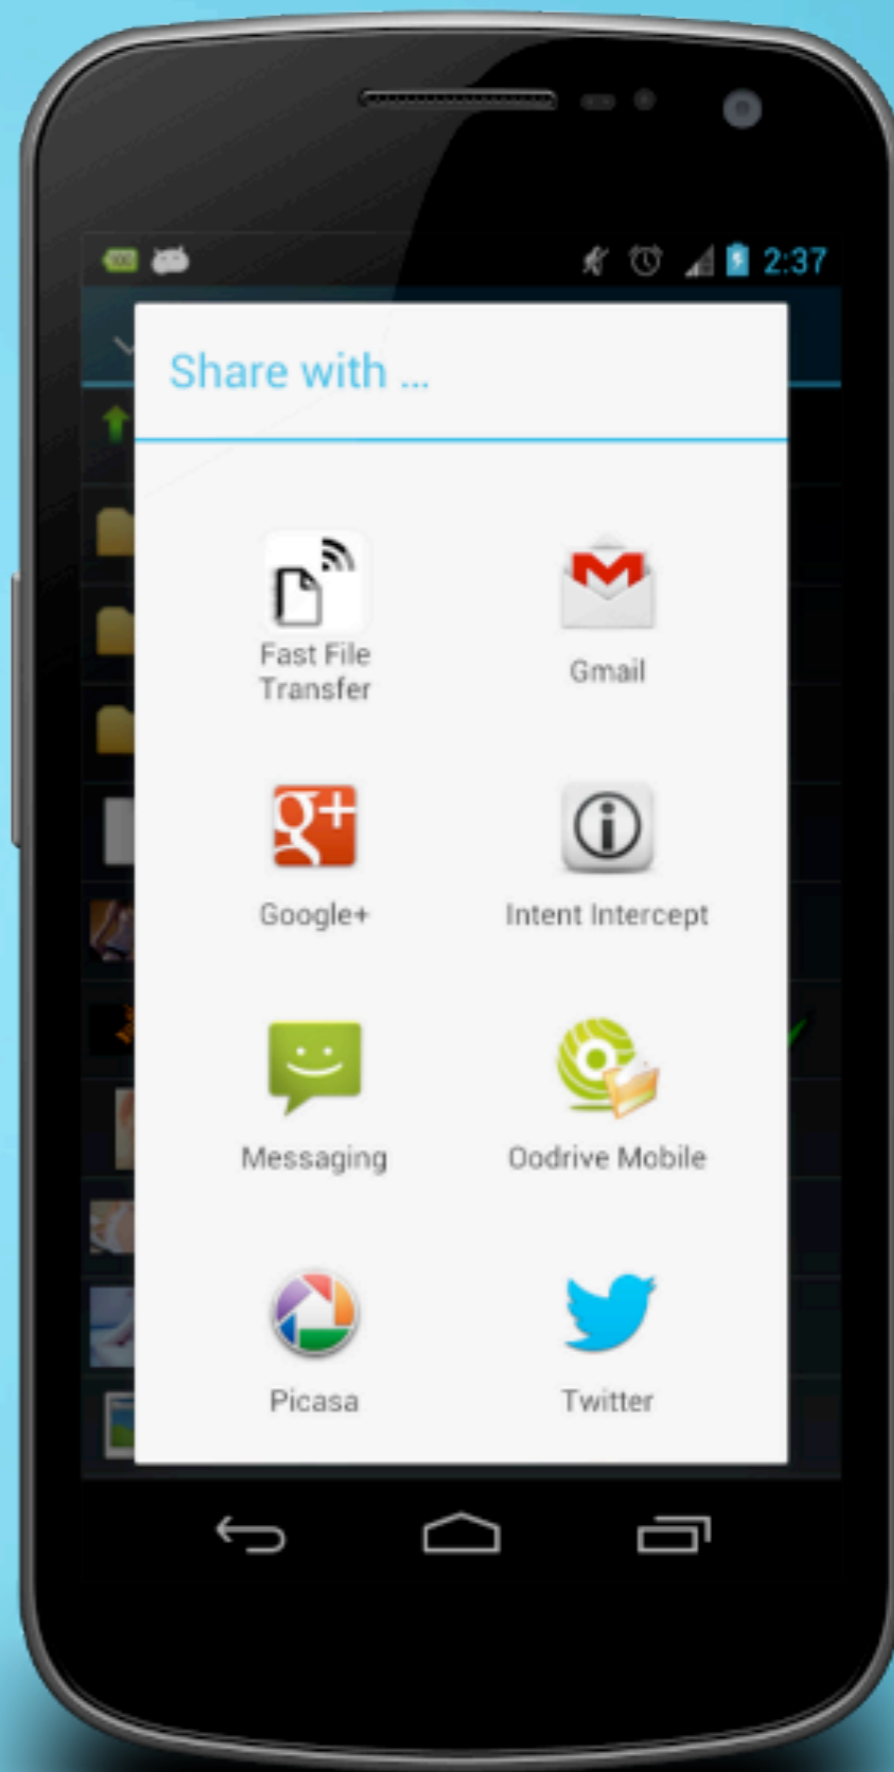 2:37
Share with ...
Fast File
Transfer
Gmail
g+
Google+
Intent Intercept
Messaging
Oodrive Mobile
Picasa
Twitter